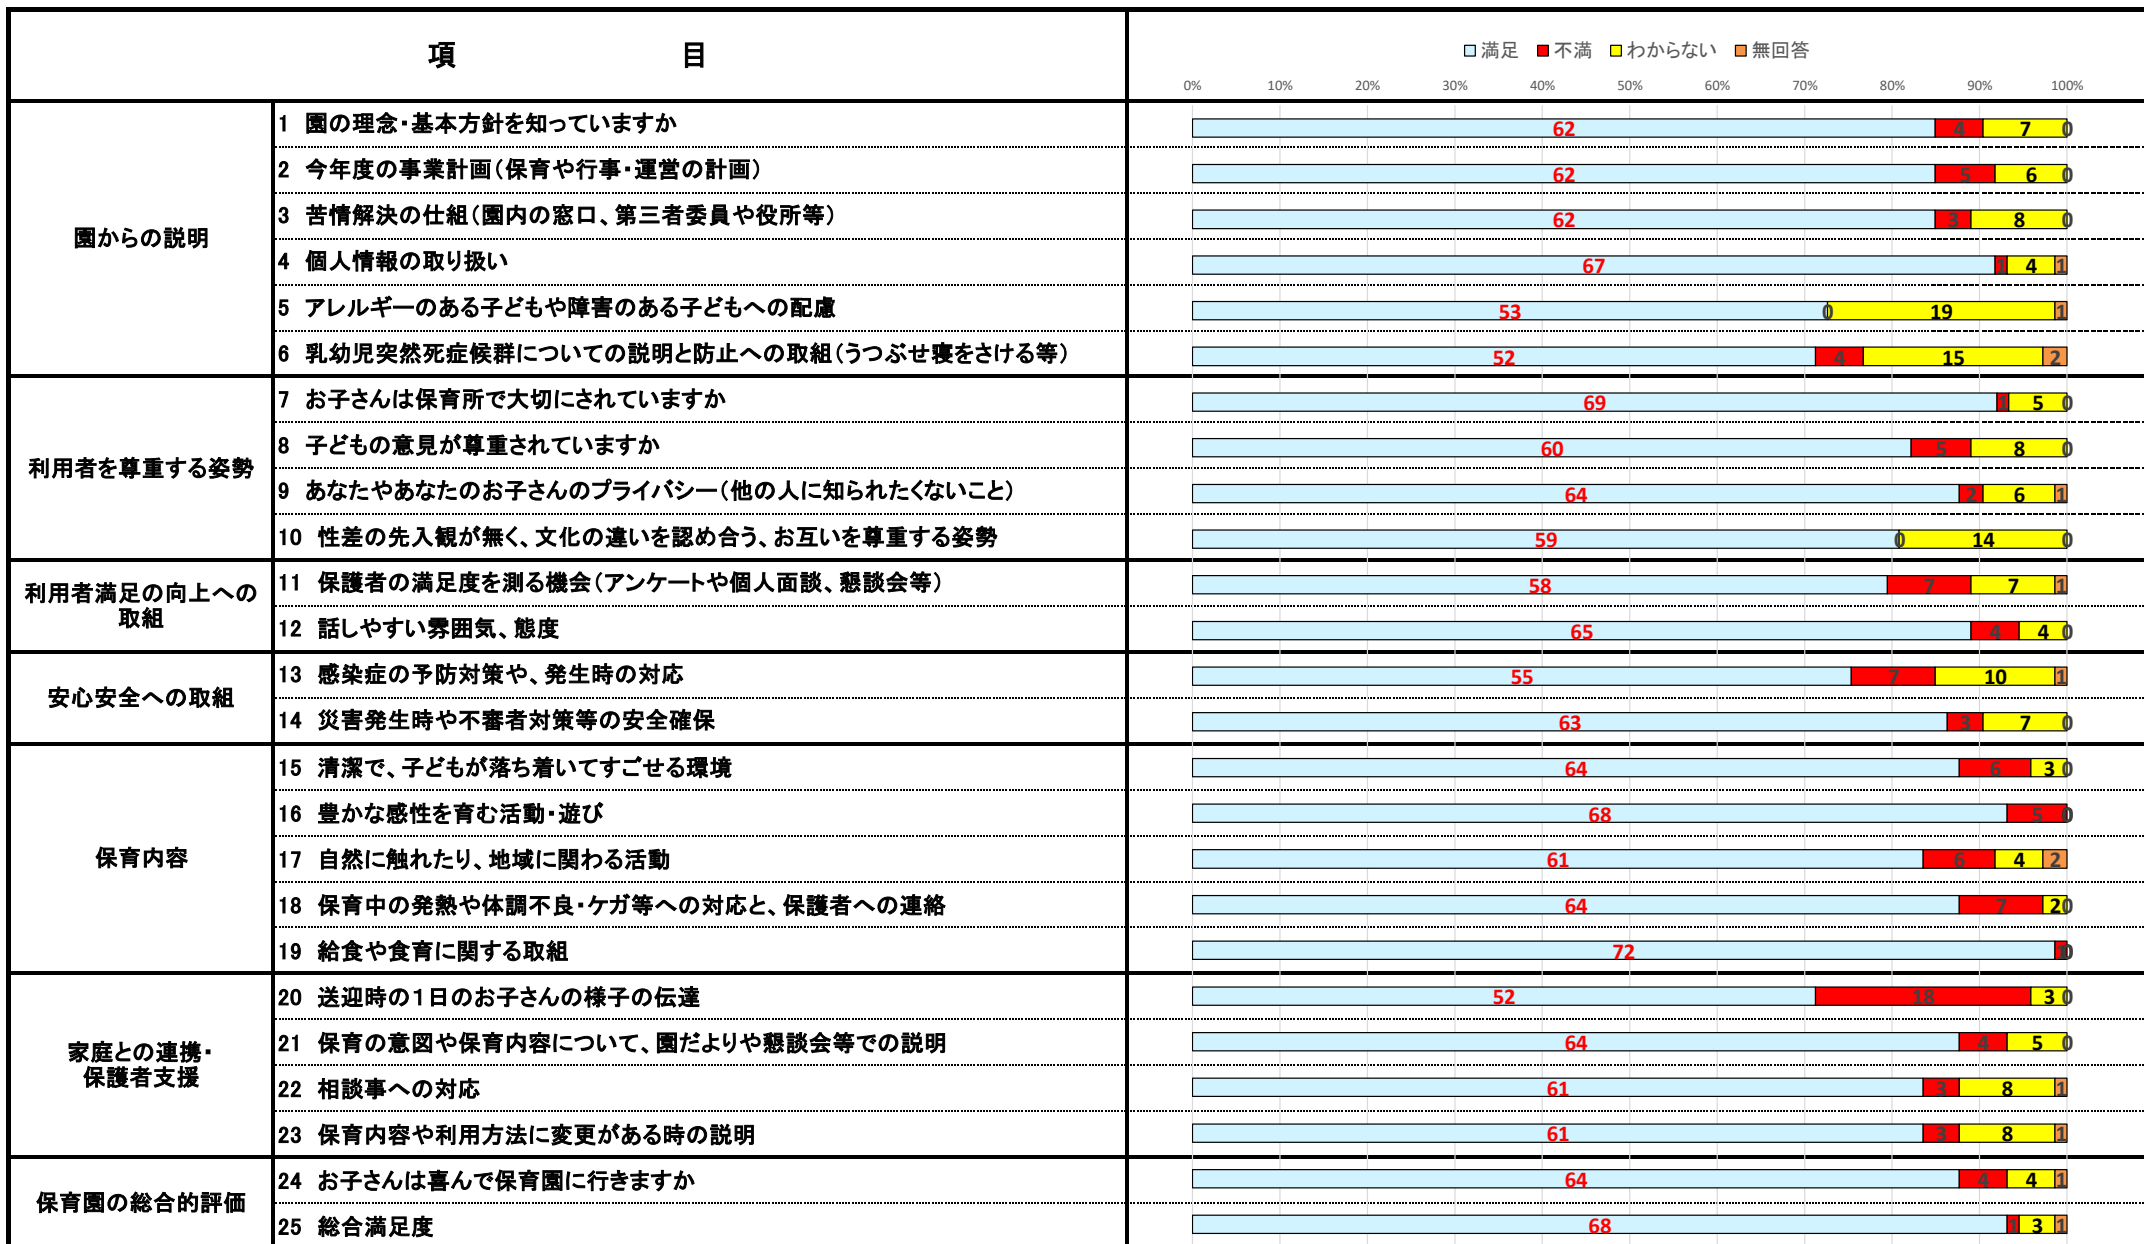 項 目
満足 不満 わからない 無回答
0% 10% 20% 30% 40% 50% 60% 70% 80% 90% 100%
園からの説明
1 園の理念・基本方針を知っていますか
62 4 7 0
2 今年度の事業計画（保育や行事・運営の計画）
62 5 6 0
3 苦情解決の仕組（園内の窓口、第三者委員や役所等）
62 3 8 0
4 個人情報の取り扱い
67 1 4 1
5 アレルギーのある子どもや障害のある子どもへの配慮
53 0 19 1
6 乳幼児突然死症候群についての説明と防止への取組（うつぶせ寝をさける等）
52 4 15 2
利用者を尊重する姿勢
7 お子さんは保育所で大切にされていますか
69 1 5 0
8 子どもの意見が尊重されていますか
60 5 8 0
9 あなたやあなたのお子さんのプライバシー（他の人に知られたくないこと）
64 2 6 1
10 性差の先入観が無く、文化の違いを認め合う、お互いを尊重する姿勢
59 0 14 0
利用者満足の向上への
取組
11 保護者の満足度を測る機会（アンケートや個人面談、懇談会等）
58 7 7 1
12 話しやすい雰囲気、態度
65 4 4 0
安心安全への取組
13 感染症の予防対策や、発生時の対応
55 7 10 1
14 災害発生時や不審者対策等の安全確保
63 3 7 0
保育内容
15 清潔で、子どもが落ち着いてすごせる環境
64 6 3 0
16 豊かな感性を育む活動・遊び
68 5 0
17 自然に触れたり、地域に関わる活動
61 6 4 2
18 保育中の発熱や体調不良・ケガ等への対応と、保護者への連絡
64 7 2 0
19 給食や食育に関する取組
72 0
家庭との連携・
保護者支援
20 送迎時の１日のお子さんの様子の伝達
52 18 3 0
21 保育の意図や保育内容について、園だよりや懇談会等での説明
64 4 5 0
22 相談事への対応
61 3 8 1
23 保育内容や利用方法に変更がある時の説明
61 3 8 1
保育園の総合的評価
24 お子さんは喜んで保育園に行きますか
64 4 4 1
25 総合満足度
68 1 3 1